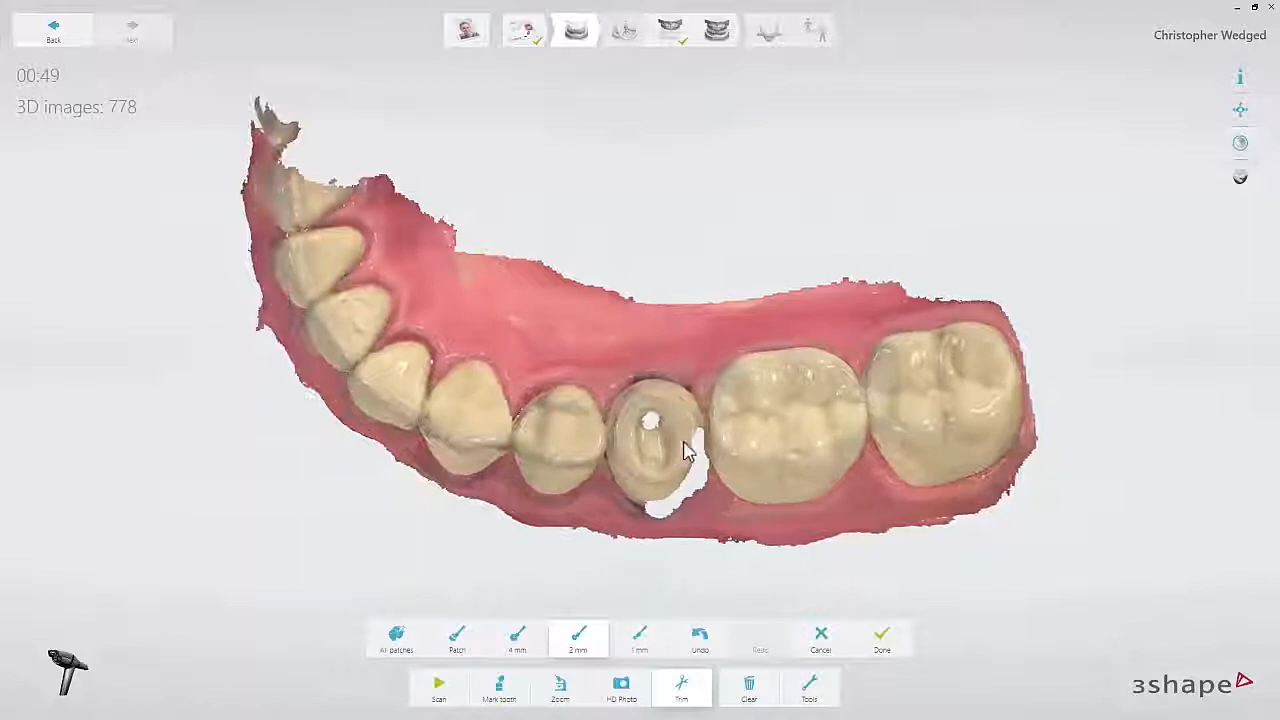 Back
Next
Christopher Wedged
00:49
3D images: 778
All patches
Patch
4 mm
2 mm
1 mm
Undo
Redo
Cancel
Done
Scan
Mark tooth
Zoom
HD Photo
Trim
Clear
Tools
3shape